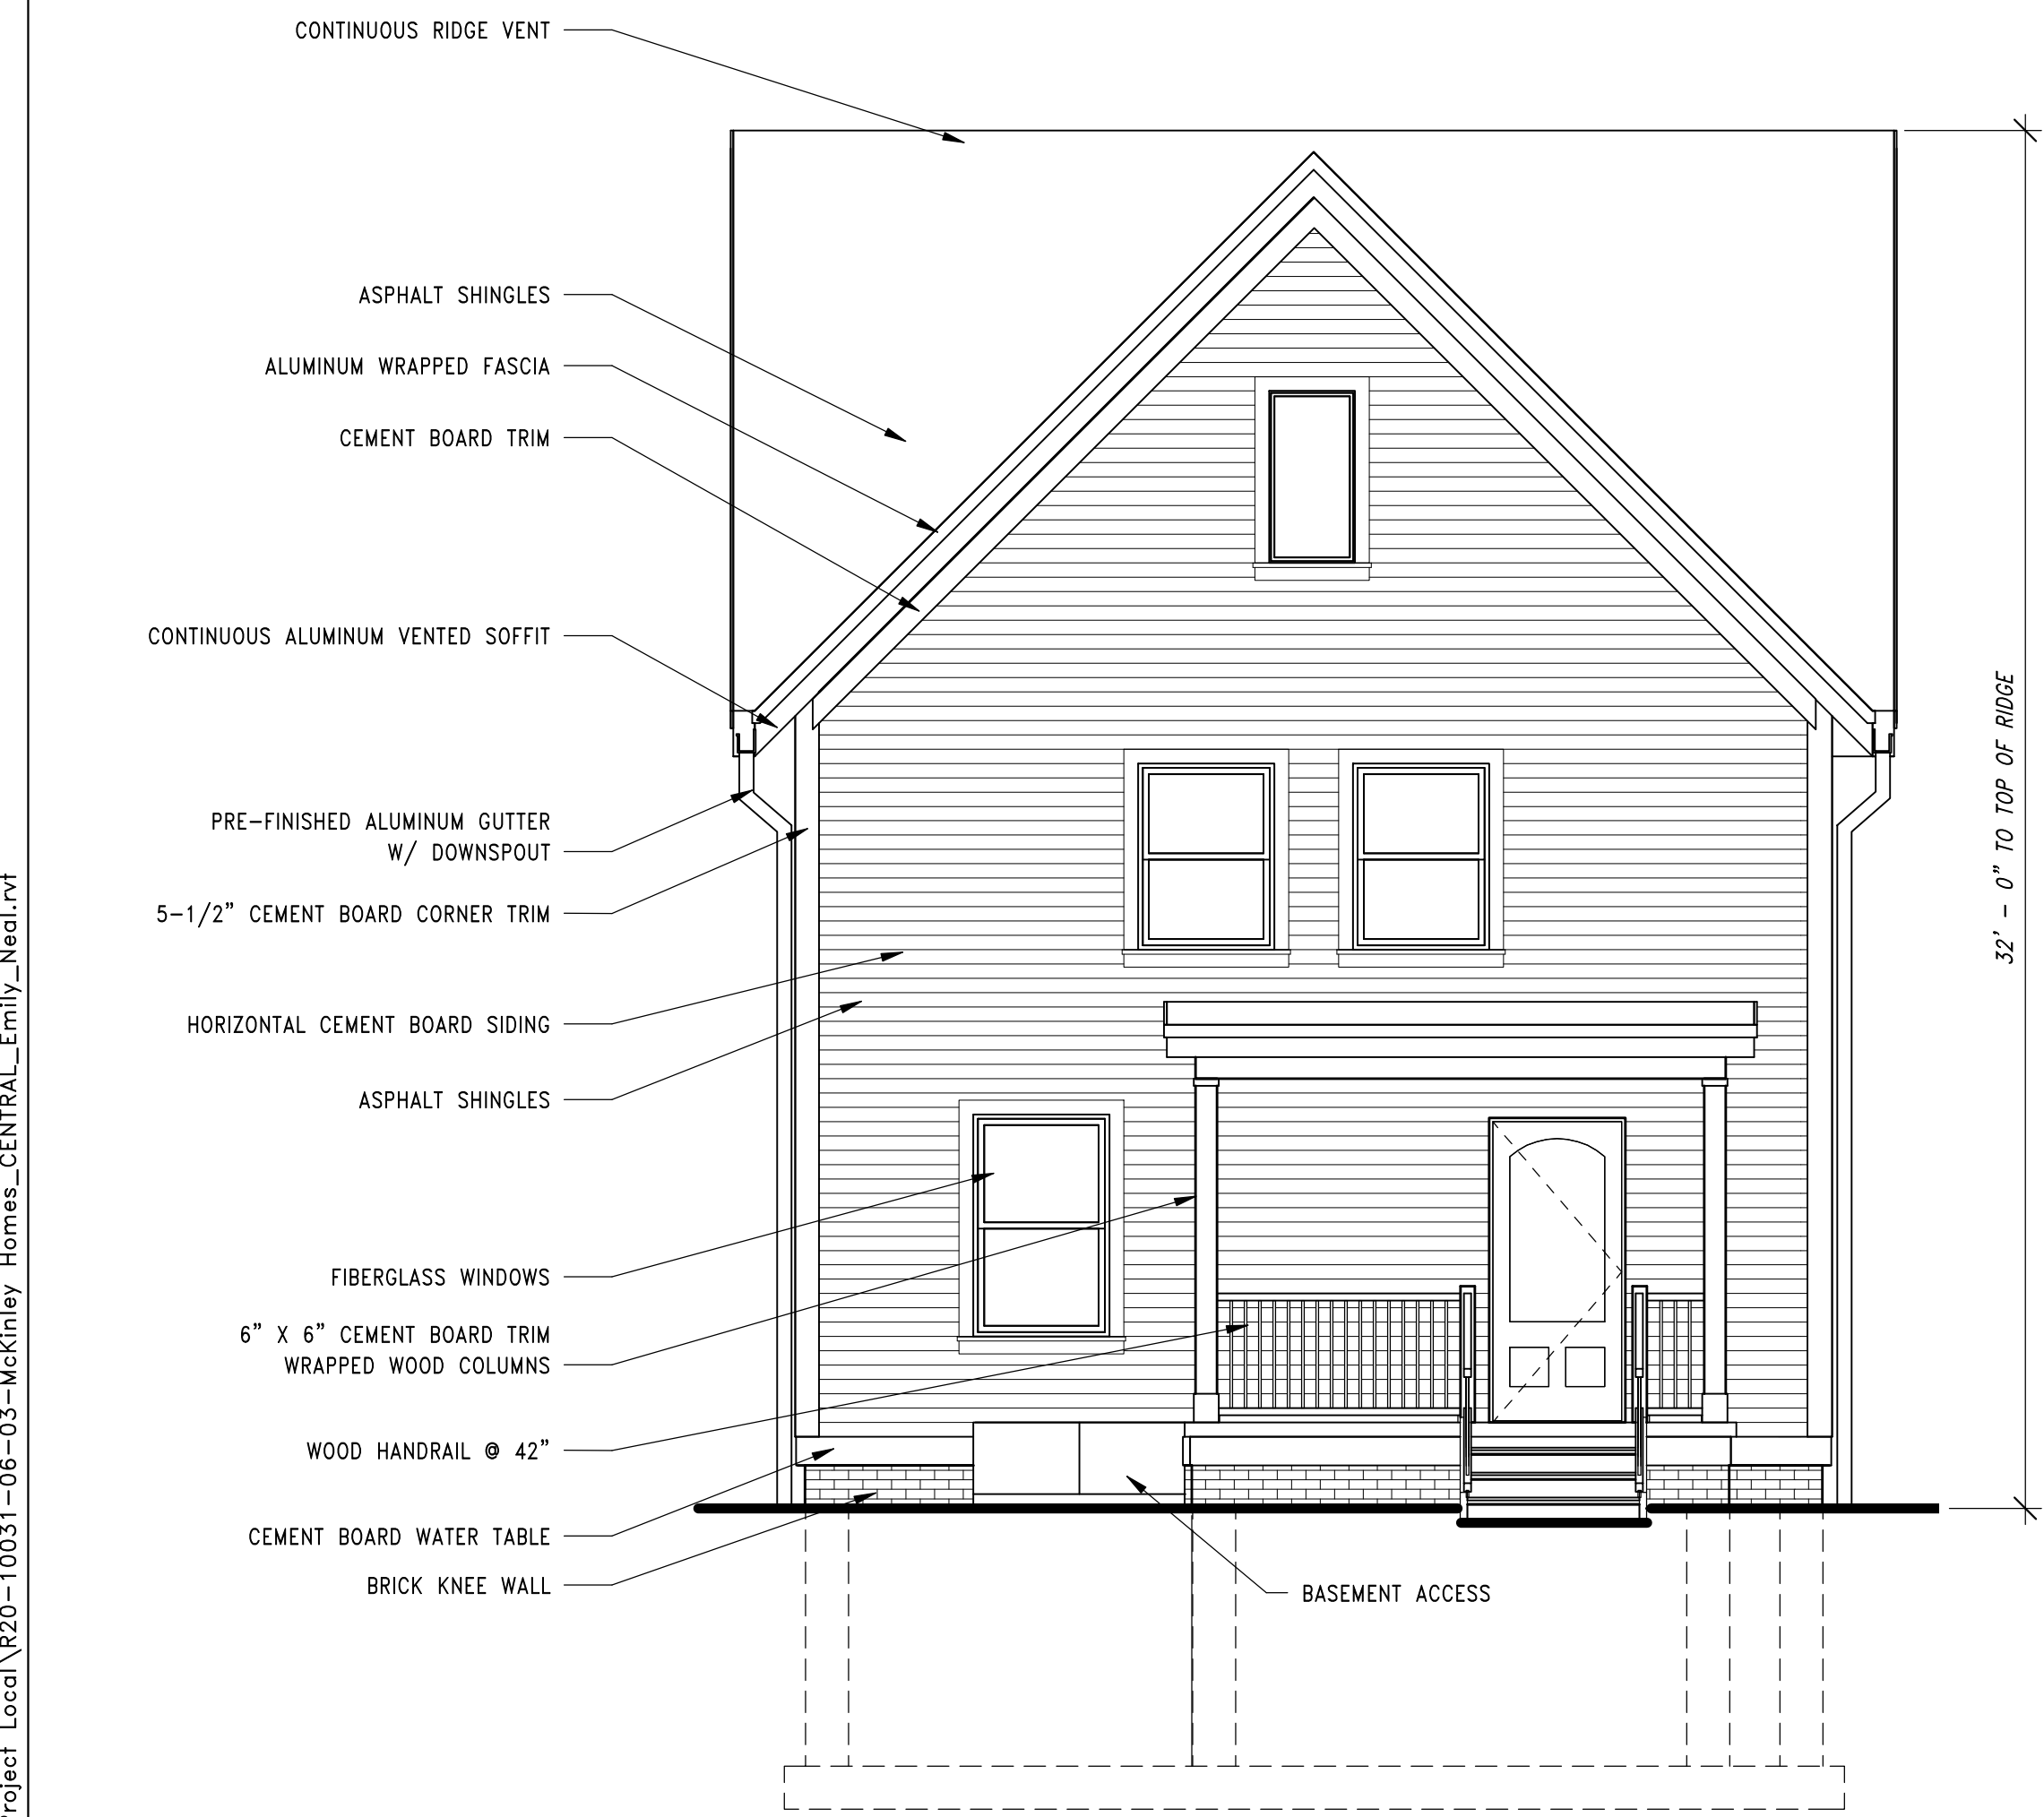 CONTINUOUS RIDGE VENT
ASPHALT SHINGLES
ALUMINUM WRAPPED FASCIA
CEMENT BOARD TRIM
CONTINUOUS ALUMINUM VENTED SOFFIT
PRE-FINISHED ALUMINUM GUTTER
W/ DOWNSPOUT
5-1/2" CEMENT BOARD CORNER TRIM
HORIZONTAL CEMENT BOARD SIDING
ASPHALT SHINGLES
FIBERGLASS WINDOWS
6" X 6" CEMENT BOARD TRIM
WRAPPED WOOD COLUMNS
WOOD HANDRAIL @ 42"
CEMENT BOARD WATER TABLE
BRICK KNEE WALL
BASEMENT ACCESS
32' - 0" TO TOP OF RIDGE
Project Local\R20-10031-06-03-McKinley Homes_CENTRAL_Emily_Neal.rvt